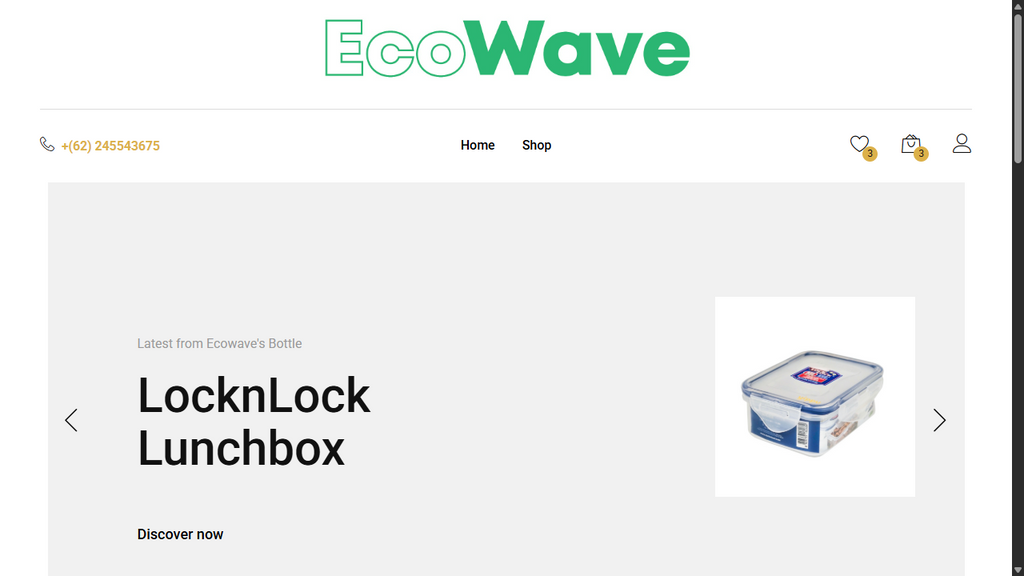 EcoWave
+(62) 245543675
Home
Shop
3
3
Latest from Ecowave's Bottle
LocknLock
Lunchbox
Discover now